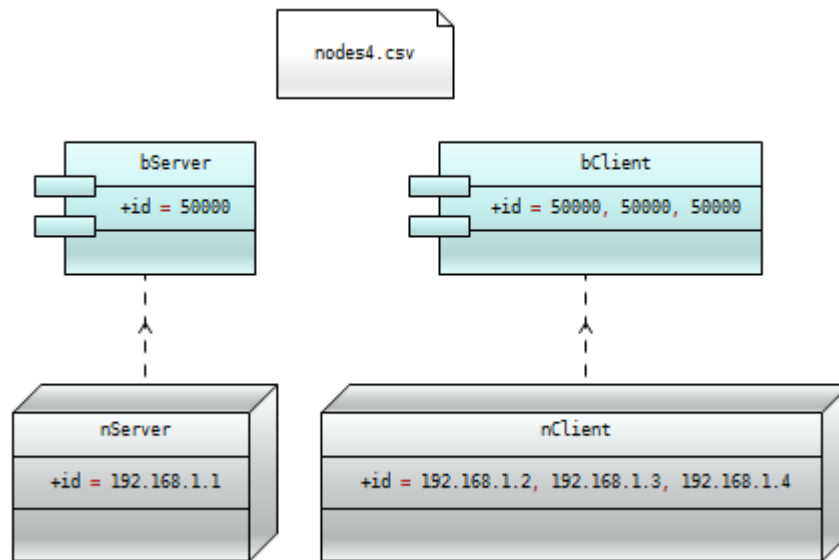 nodes4.csv
bServer
+id = 50000
bClient
+id = 50000, 50000, 50000
nServer
+id = 192.168.1.1
nClient
+id = 192.168.1.2, 192.168.1.3, 192.168.1.4